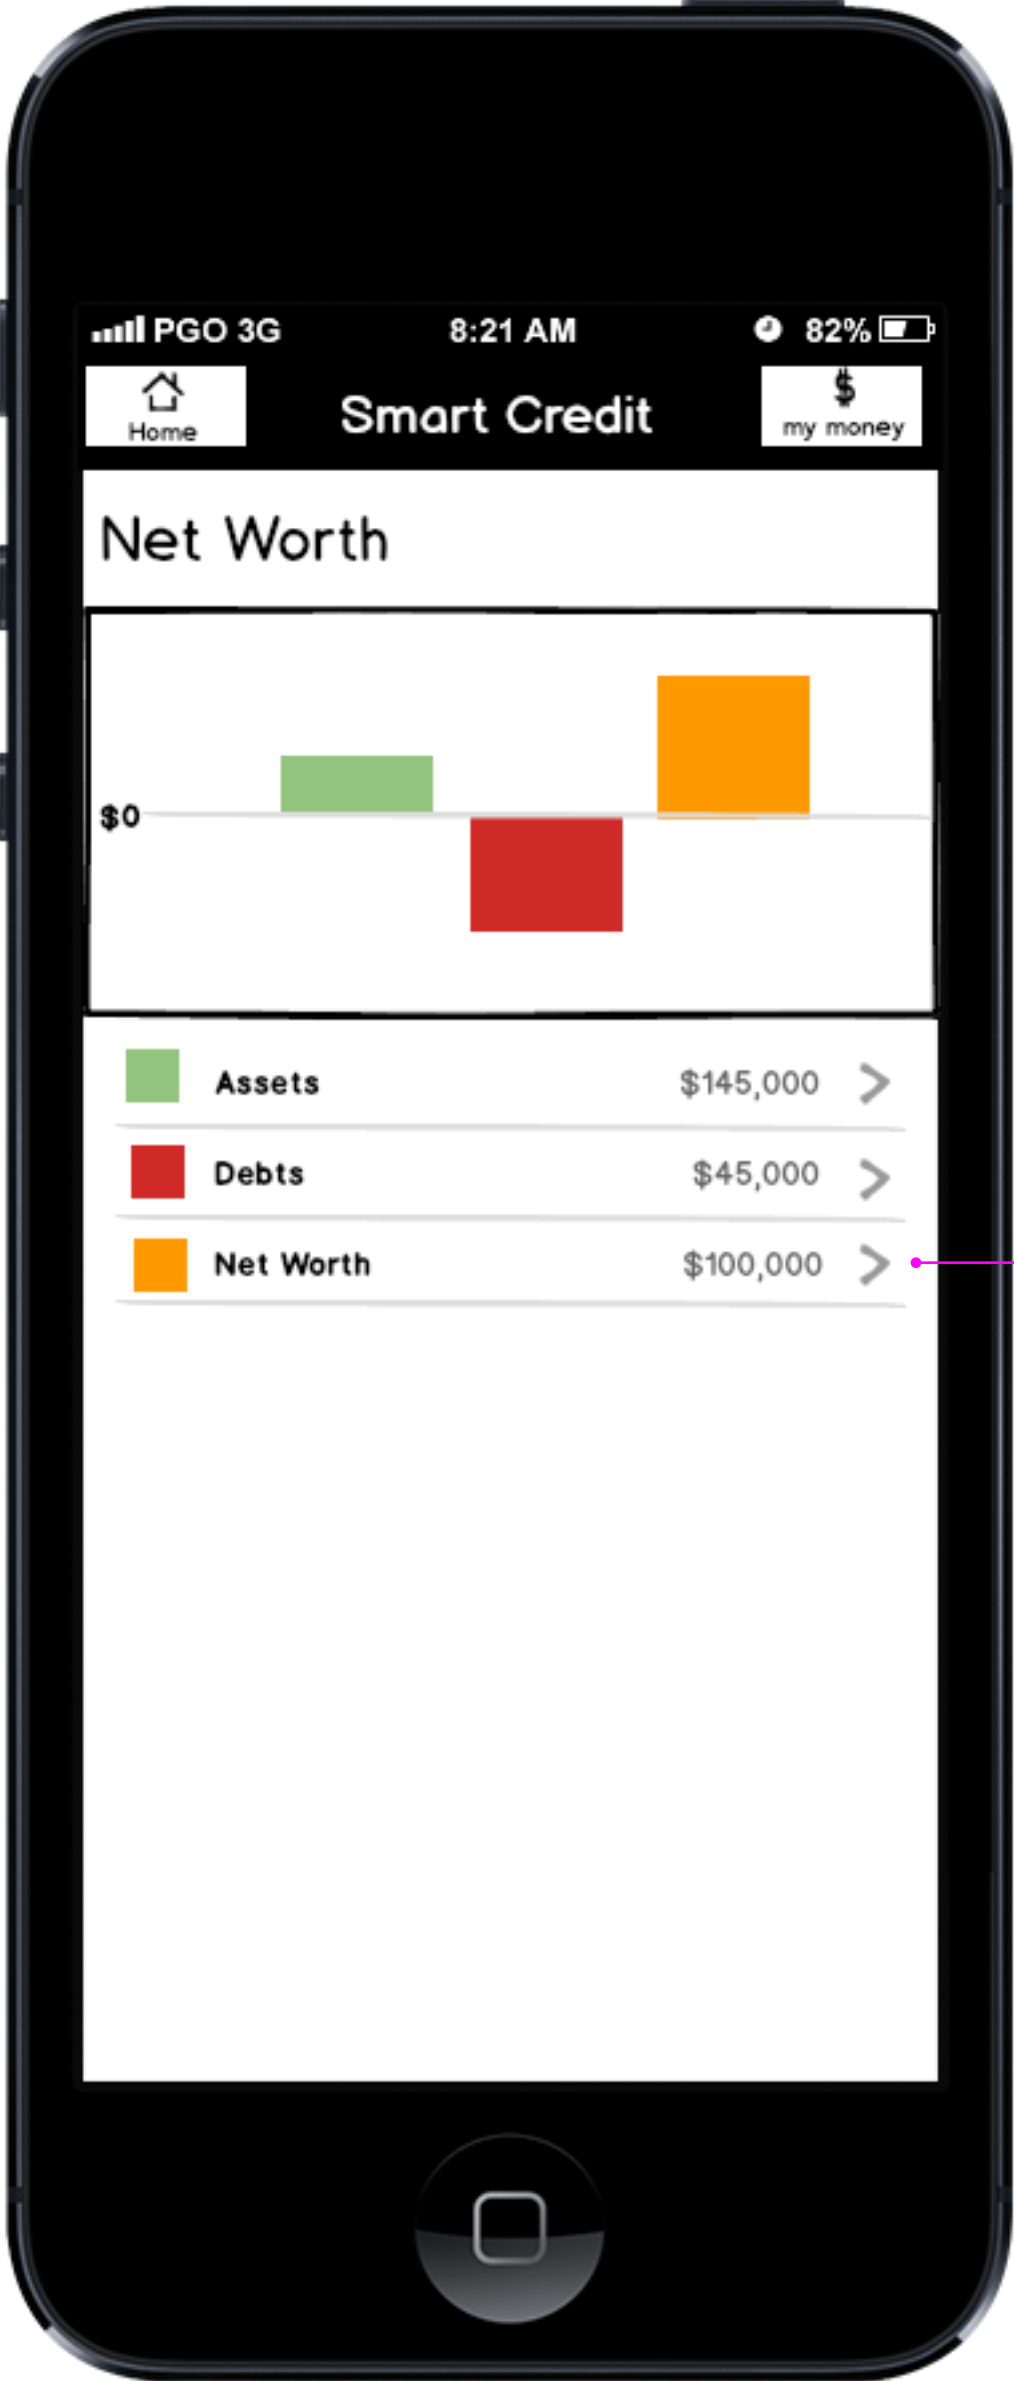 PGO 3G 8:21 AM 82%
Home Smart Credit $ my money
Net Worth
$0
Assets $145,000
Debts $45,000
Net Worth $100,000